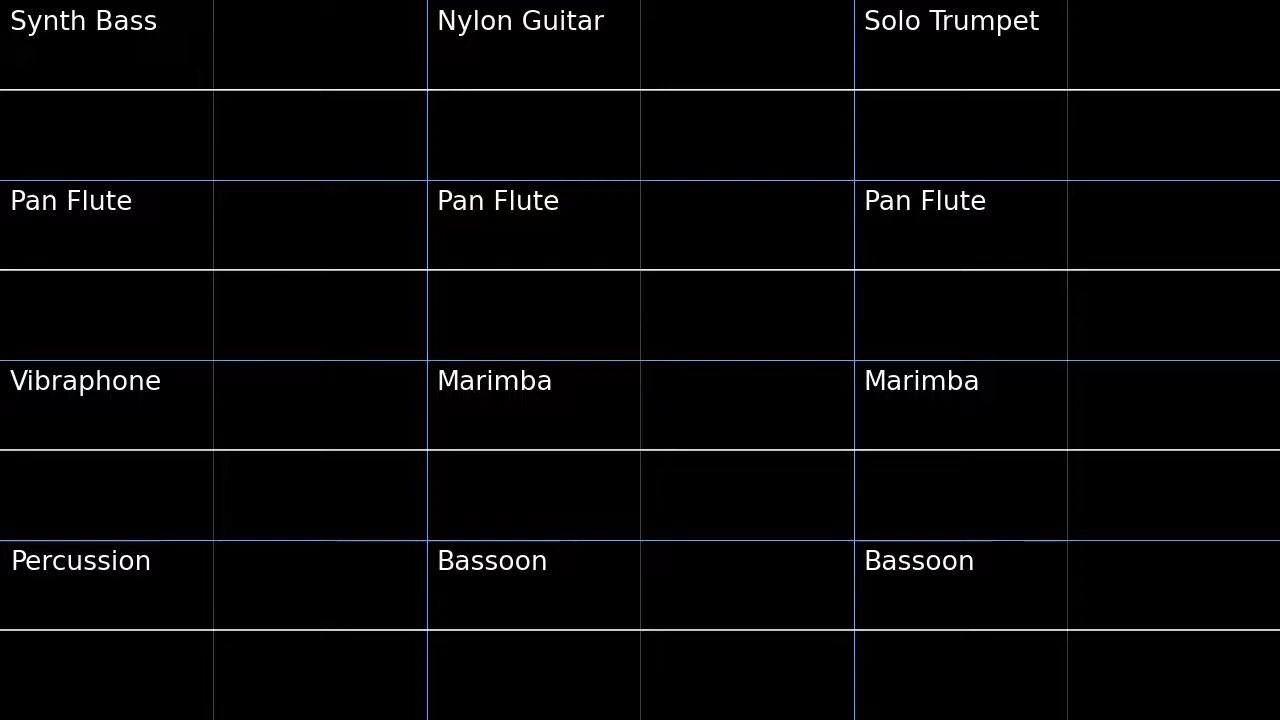 Synth Bass
Nylon Guitar
Solo Trumpet
Pan Flute
Pan Flute
Pan Flute
Vibraphone
Marimba
Marimba
Percussion
Bassoon
Bassoon